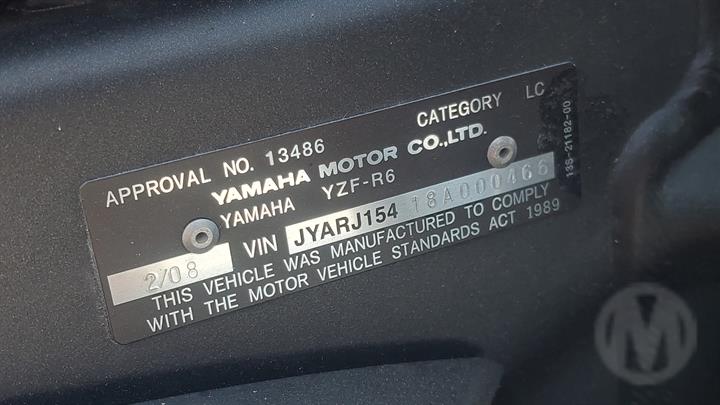 APPROVAL NO. 13486 CATEGORY LC
YAMAHA MOTOR CO.,LTD.
YAMAHA YZF-R6
2/08 VIN JYARJ154 18A000466
THIS VEHICLE WAS MANUFACTURED TO COMPLY
WITH THE MOTOR VEHICLE STANDARDS ACT 1989
13S-21182-00
M